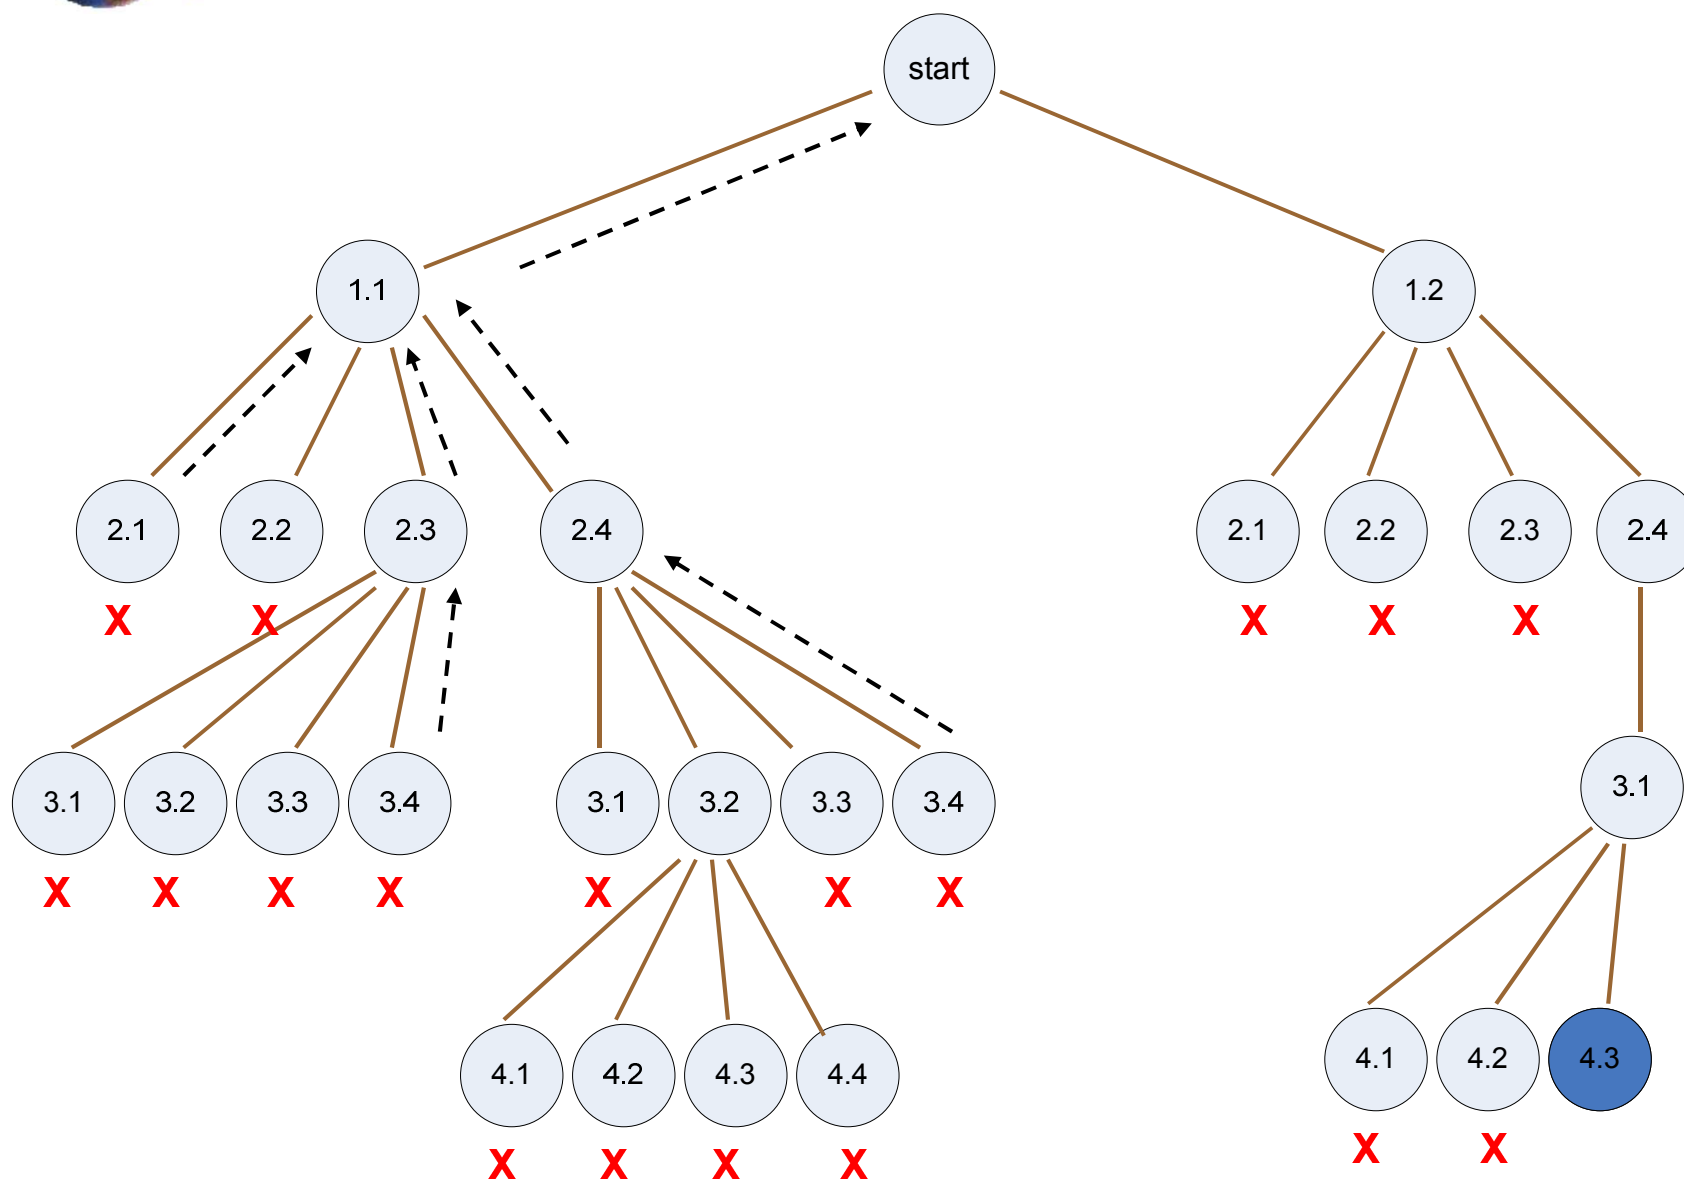 start
1.1 1.2
2.1 2.2 2.3 2.4 2.1 2.2 2.3 2.4
X X X X X
3.1
3.1 3.2 3.3 3.4 3.1 3.2 3.3 3.4
X X X X X X X
4.1 4.2 4.3
4.1 4.2 4.3 4.4
X X
X X X X